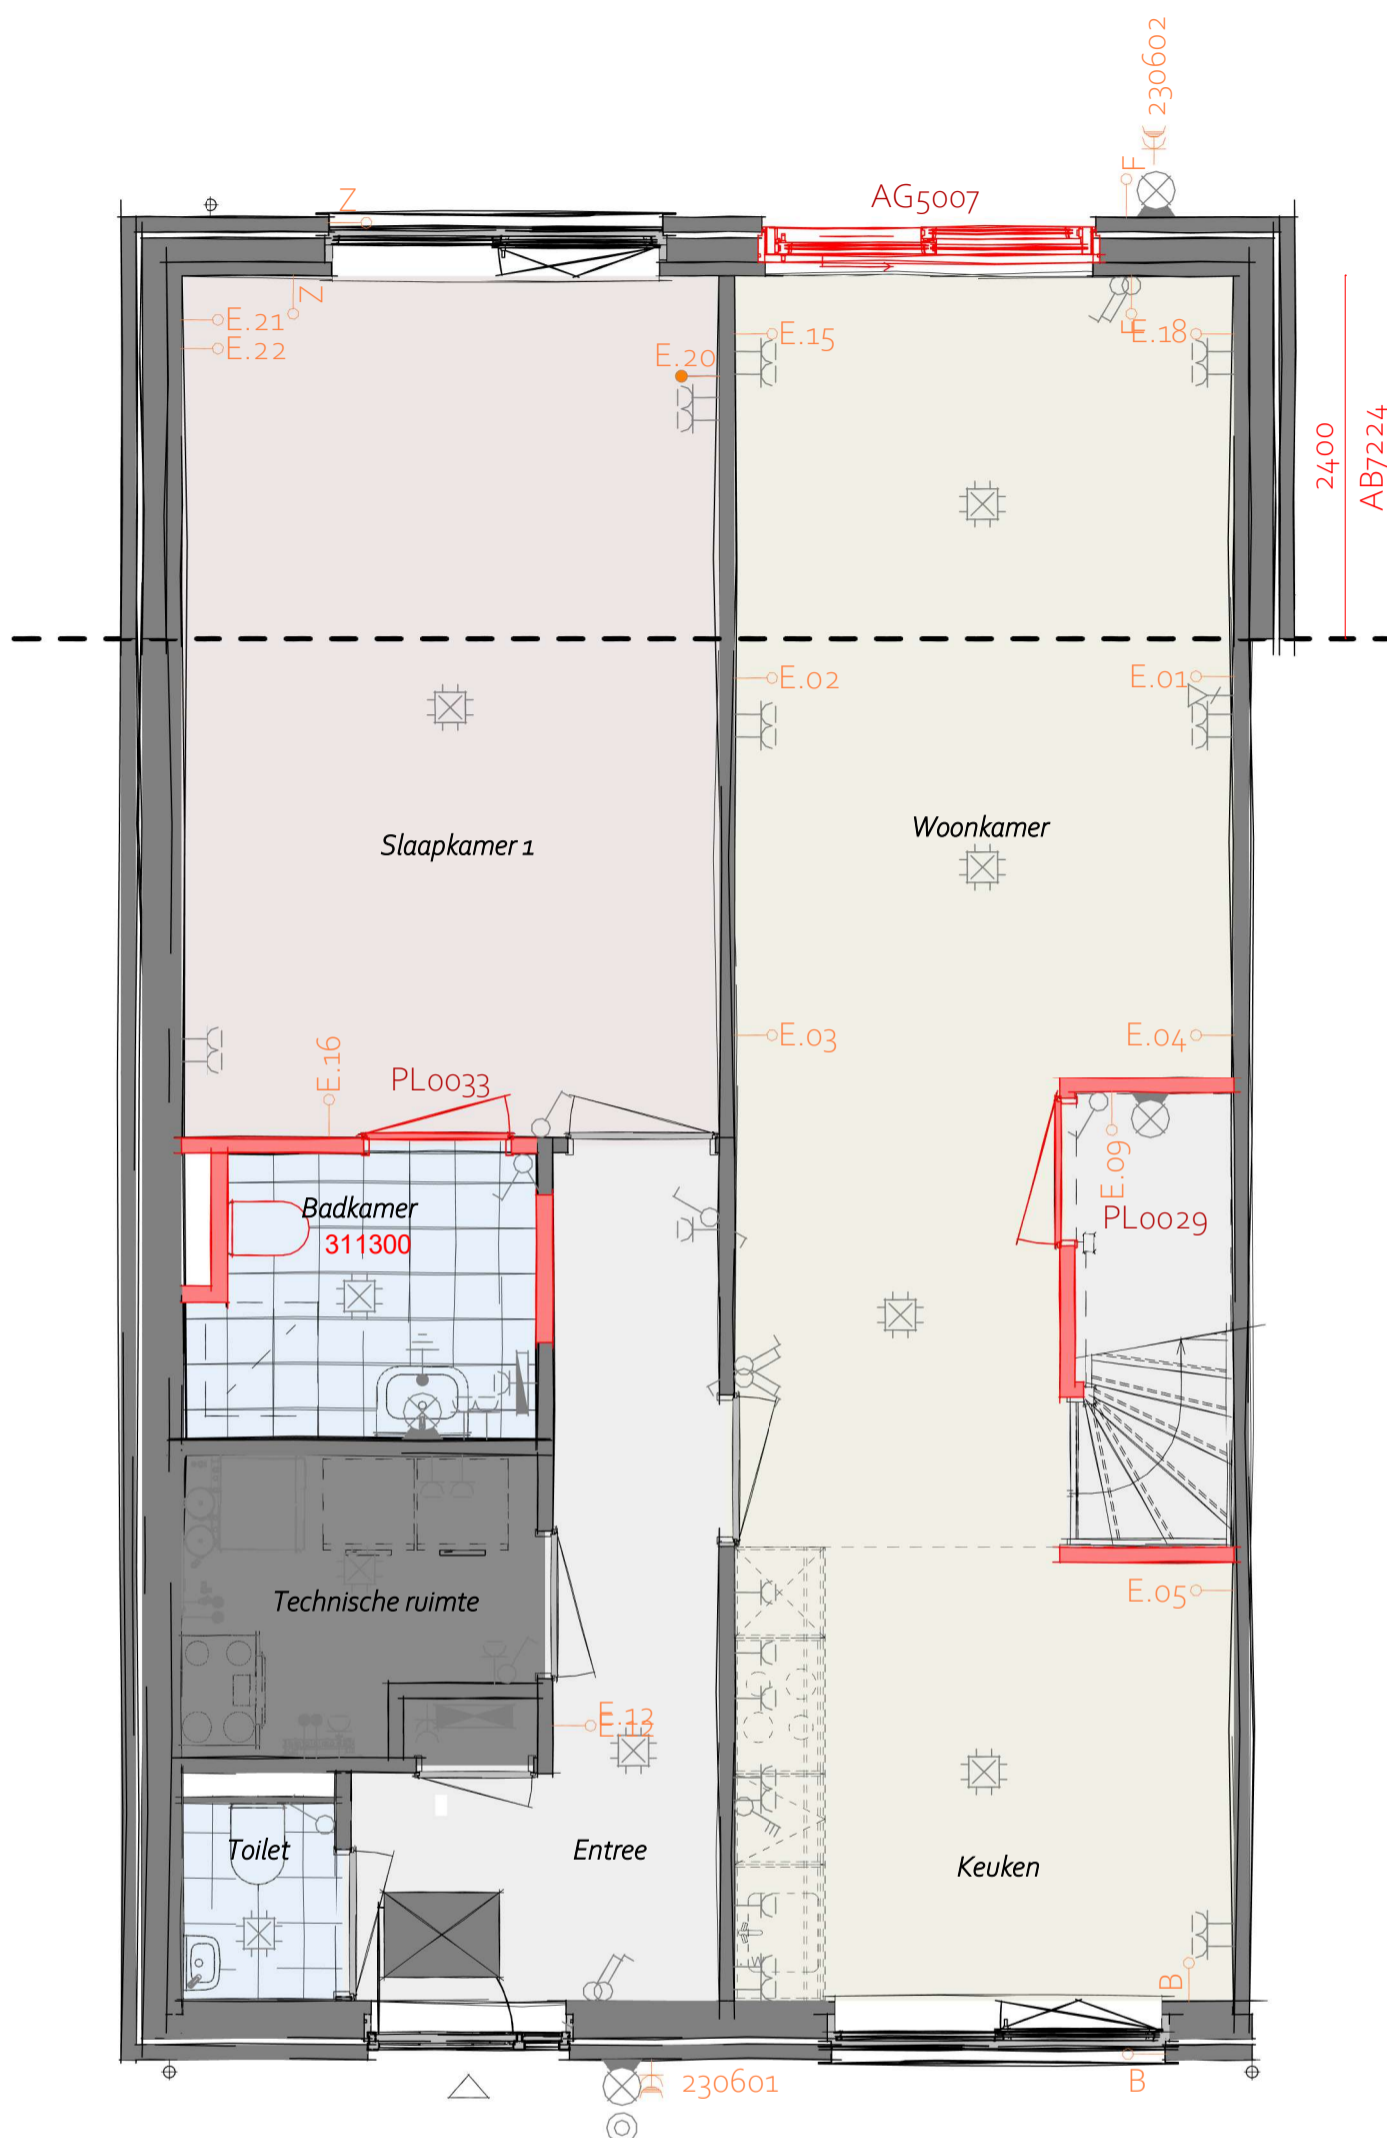 230602
F
Z
AG5007
Z
E.21
E.22
E.20
E.15
F
E.18
2400
AB7224
E.02
E.01
Slaapkamer 1
Woonkamer
E.03
E.04
E.16
PL0033
E.09
PL0029
Badkamer
311300
E.05
Technische ruimte
E.12
E.12
Toilet
Entree
Keuken
B
B
230601